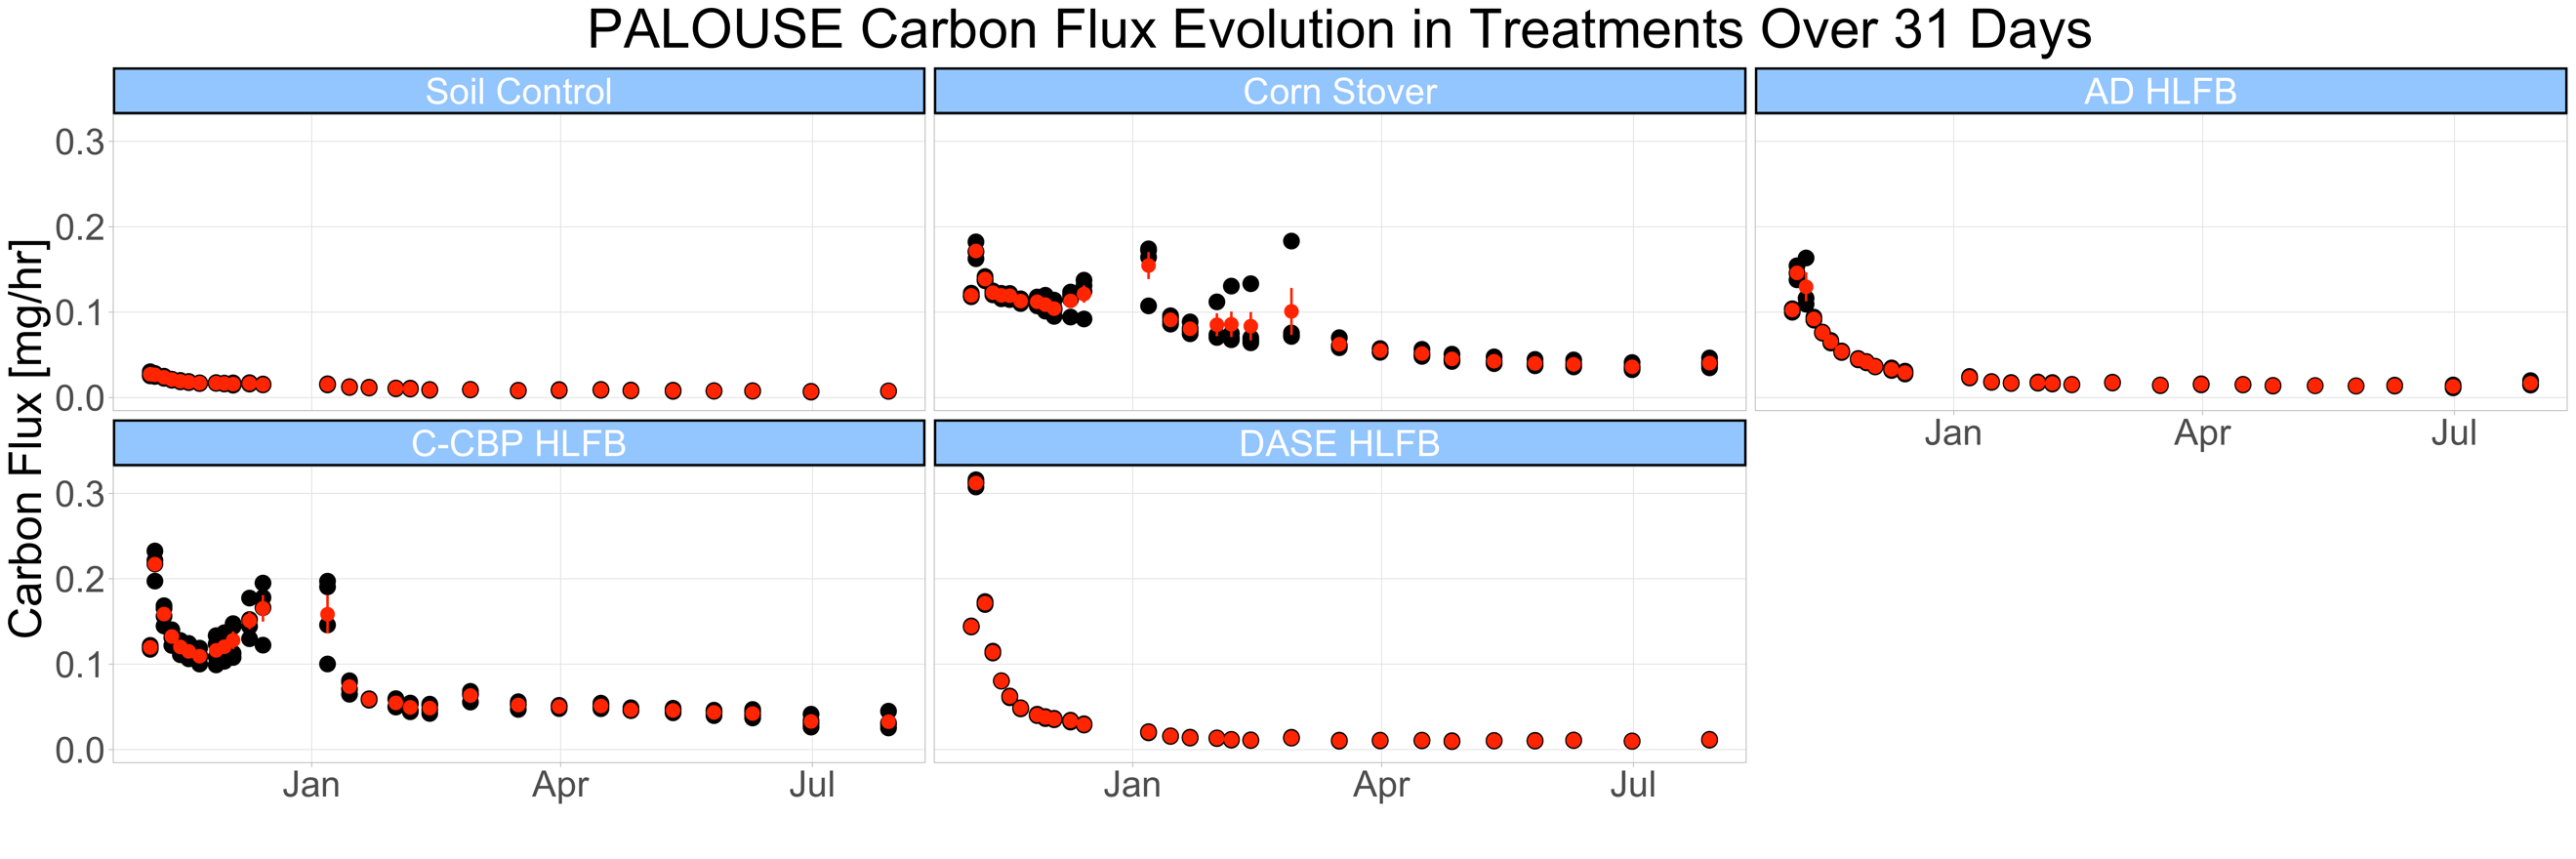 PALOUSE Carbon Flux Evolution in Treatments Over 31 Days
Carbon Flux [mg/hr]
Soil Control
Corn Stover
AD HLFB
0.3
0.2
0.1
0.0
Jan Apr Jul
C-CBP HLFB
DASE HLFB
0.3
0.2
0.1
0.0
Jan Apr Jul
Jan Apr Jul